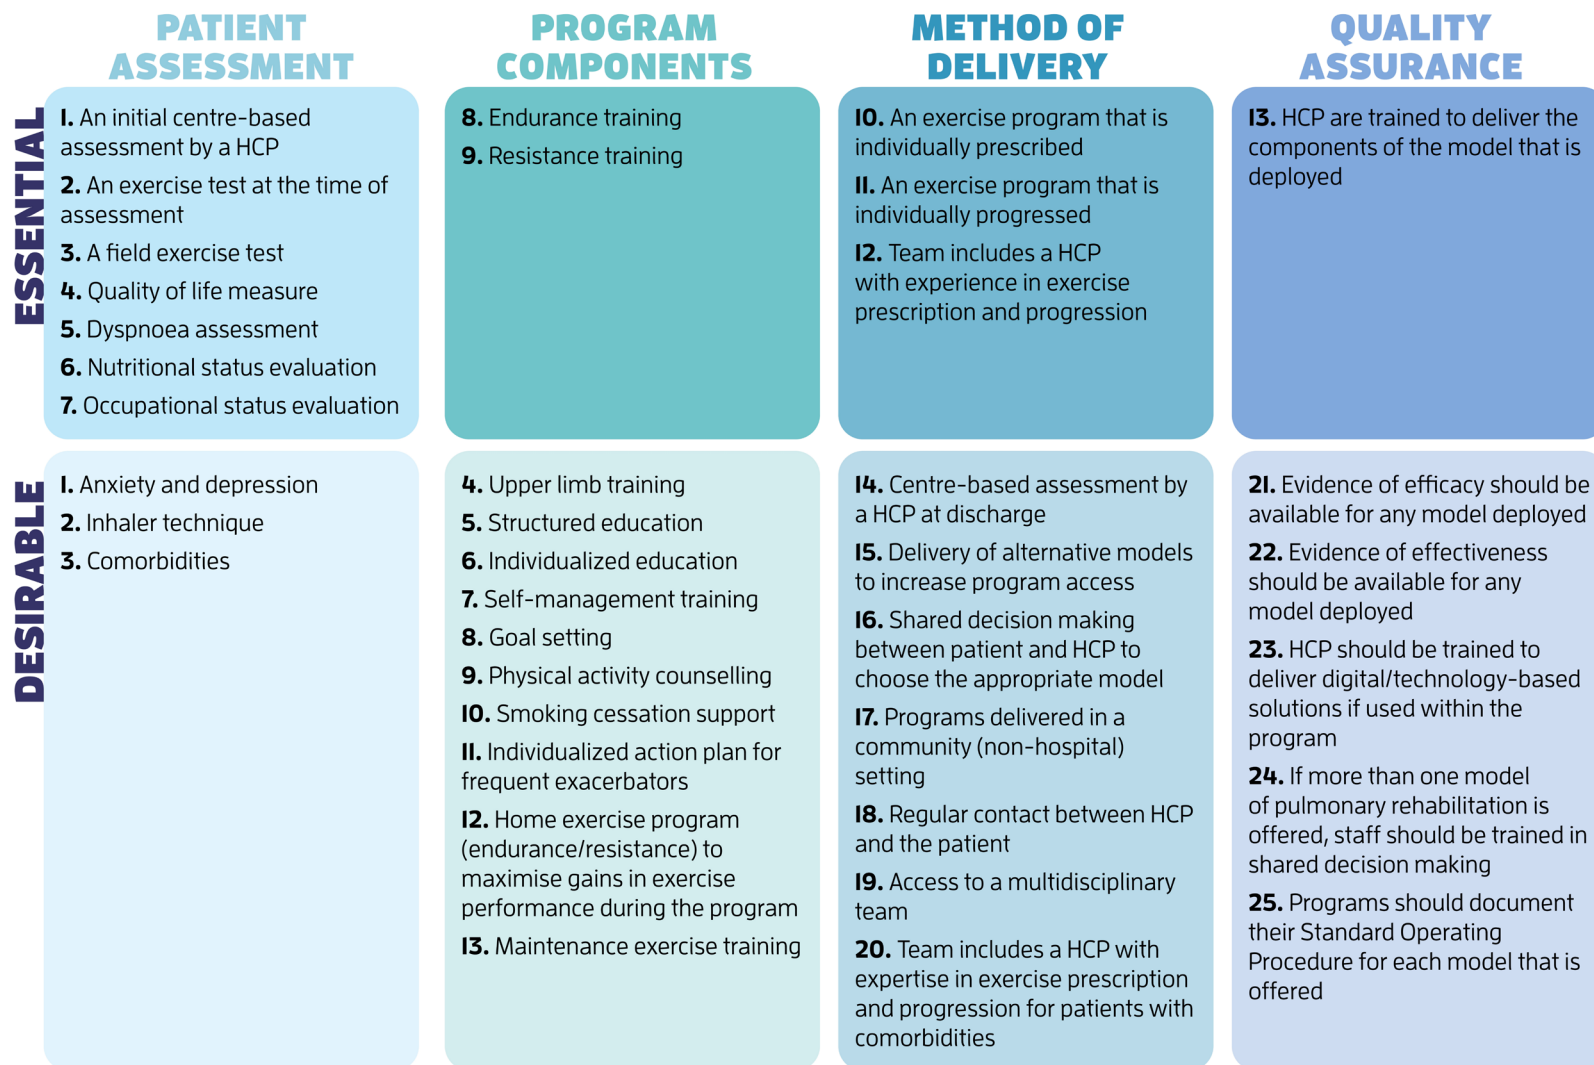 PATIENT
ASSESSMENT
PROGRAM
COMPONENTS
METHOD OF
DELIVERY
QUALITY
ASSURANCE
ESSENTIAL
1. An initial centre-based
assessment by a HCP
2. An exercise test at the time of
assessment
3. A field exercise test
4. Quality of life measure
5. Dyspnoea assessment
6. Nutritional status evaluation
7. Occupational status evaluation
8. Endurance training
9. Resistance training
10. An exercise program that is
individually prescribed
11. An exercise program that is
individually progressed
12. Team includes a HCP
with experience in exercise
prescription and progression
13. HCP are trained to deliver the
components of the model that is
deployed
DESIRABLE
1. Anxiety and depression
2. Inhaler technique
3. Comorbidities
4. Upper limb training
5. Structured education
6. Individualized education
7. Self-management training
8. Goal setting
9. Physical activity counselling
10. Smoking cessation support
11. Individualized action plan for
frequent exacerbators
12. Home exercise program
(endurance/resistance) to
maximise gains in exercise
performance during the program
13. Maintenance exercise training
14. Centre-based assessment by
a HCP at discharge
15. Delivery of alternative models
to increase program access
16. Shared decision making
between patient and HCP to
choose the appropriate model
17. Programs delivered in a
community (non-hospital)
setting
18. Regular contact between HCP
and the patient
19. Access to a multidisciplinary
team
20. Team includes a HCP with
expertise in exercise prescription
and progression for patients with
comorbidities
21. Evidence of efficacy should be
available for any model deployed
22. Evidence of effectiveness
should be available for any
model deployed
23. HCP should be trained to
deliver digital/technology-based
solutions if used within the
program
24. If more than one model
of pulmonary rehabilitation is
offered, staff should be trained in
shared decision making
25. Programs should document
their Standard Operating
Procedure for each model that is
offered